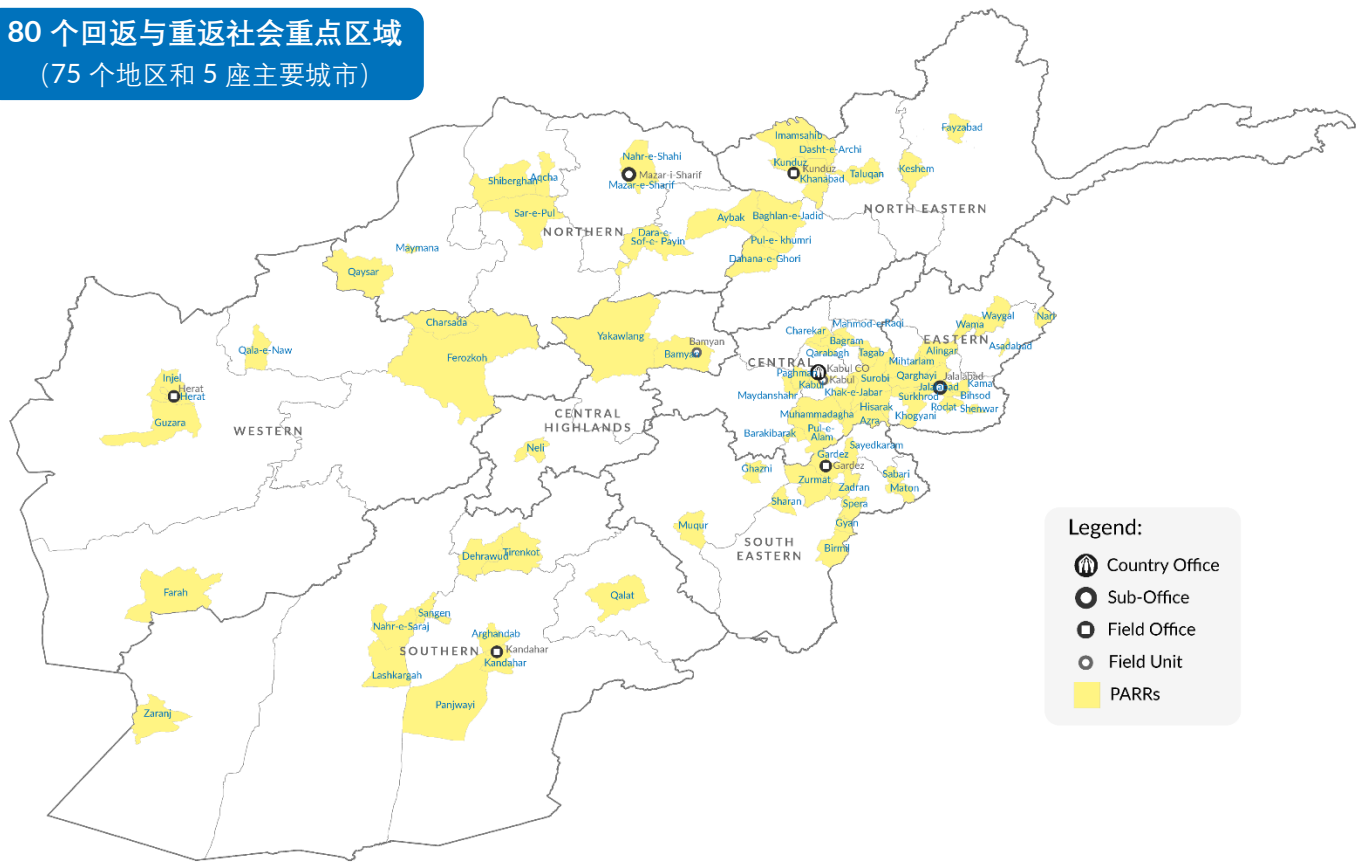 80 个回返与重返社会重点区域
(75 个地区和 5 座主要城市)
Fayzabad
Imamsahib
Dasht-e-Archi
Kunduz
Kunduz
Khanabad
Taluqan
Keshem
NORTH EASTERN
Nahr-e-Shahi
Mazar-i-Sharif
Mazar-e-Sharif
Aqcha
Shiberghan
Sar-e-Pul
NORTHERN
Dara-e-
Sof-e- Payin
Aybak
Baghlan-e-Jadid
Pul-e- khumri
Dahana-e-Ghori
Maymana
Qaysar
Charsada
Ferozkoh
Qala-e-Naw
Yakawlang
Bamyan
Bamyan
Injel
Herat
Herat
Guzara
WESTERN
CENTRAL
HIGHLANDS
Neli
Charekar
Mahmod-e-Raqi
Bagram
CENTRAL
Qarabagh
Tagab
Paghman
Kabul CO
Kabul
Kabul
Surobi
Maydanshahr
Khak-e-Jabar
Muhammadagha
Hisarak
Azra
Barakibarak
Pul-e-
Alam
Waygal
Wama
Nari
EASTERN
Asadabad
Alingar
Mihtarlam
Qarghayi
Jalalabad
Jalalabad
Kama
Surkhrod
Bihsod
Rodat
Shenwar
Khogyani
Sayedkaram
Gardez
Gardez
Ghazni
Zurmat
Zadran
Sabari
Maton
Sharan
Spera
Gyan
Birmil
Muqur
SOUTH
EASTERN
Dehrawud
Tirenkot
Qalat
Farah
Sangen
Nahr-e-Saraj
SOUTHERN
Arghandab
Kandahar
Kandahar
Lashkargah
Panjwayi
Zaranj
Legend:
Country Office
Sub-Office
Field Office
Field Unit
PARRs